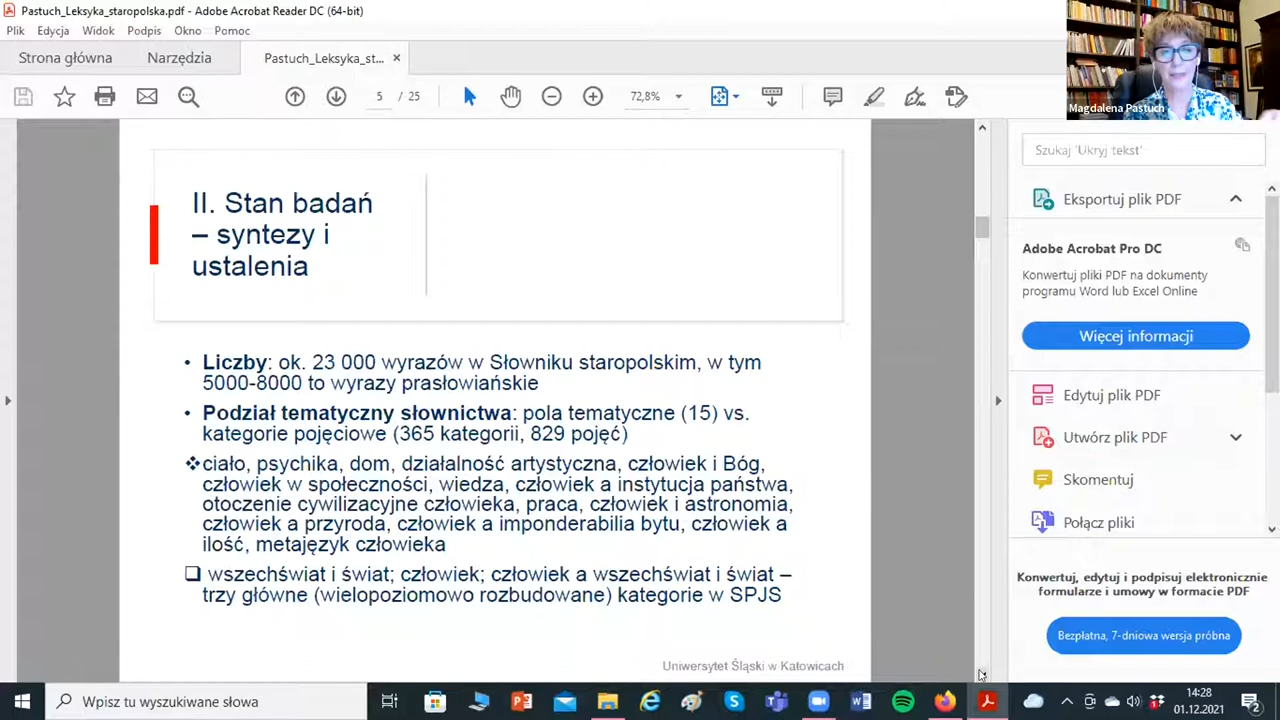 Pastuch_Leksyka_staropolska.pdf - Adobe Acrobat Reader DC (64-bit)
Plik Edycja Widok Podpis Okno Pomoc
Strona główna Narzędzia Pastuch_Leksyka_st... ×
5 / 25 72,8%
Magdalena Pastuch
II. Stan badań
– syntezy i
ustalenia
• Liczby: ok. 23 000 wyrazów w Słowniku staropolskim, w tym
5000-8000 to wyrazy prasłowiańskie
• Podział tematyczny słownictwa: pola tematyczne (15) vs.
kategorie pojęciowe (365 kategorii, 829 pojęć)
❖ciało, psychika, dom, działalność artystyczna, człowiek i Bóg,
człowiek w społeczności, wiedza, człowiek a instytucja państwa,
otoczenie cywilizacyjne człowieka, praca, człowiek i astronomia,
człowiek a przyroda, człowiek a imponderabilia bytu, człowiek a
ilość, metajęzyk człowieka
❑ wszechświat i świat; człowiek; człowiek a wszechświat i świat –
trzy główne (wielopoziomowo rozbudowane) kategorie w SPJS
Uniwersytet Śląski w Katowicach
Szukaj 'Ukryj tekst'
Eksportuj plik PDF
Adobe Acrobat Pro DC
Konwertuj pliki PDF na dokumenty
programu Word lub Excel Online
Więcej informacji
Edytuj plik PDF
Utwórz plik PDF
Skomentuj
Połącz pliki
Konwertuj, edytuj i podpisuj elektronicznie
formularze i umowy w formacie PDF
Bezpłatna, 7-dniowa wersja próbna
Wpisz tu wyszukiwane słowa
14:28
01.12.2021
2